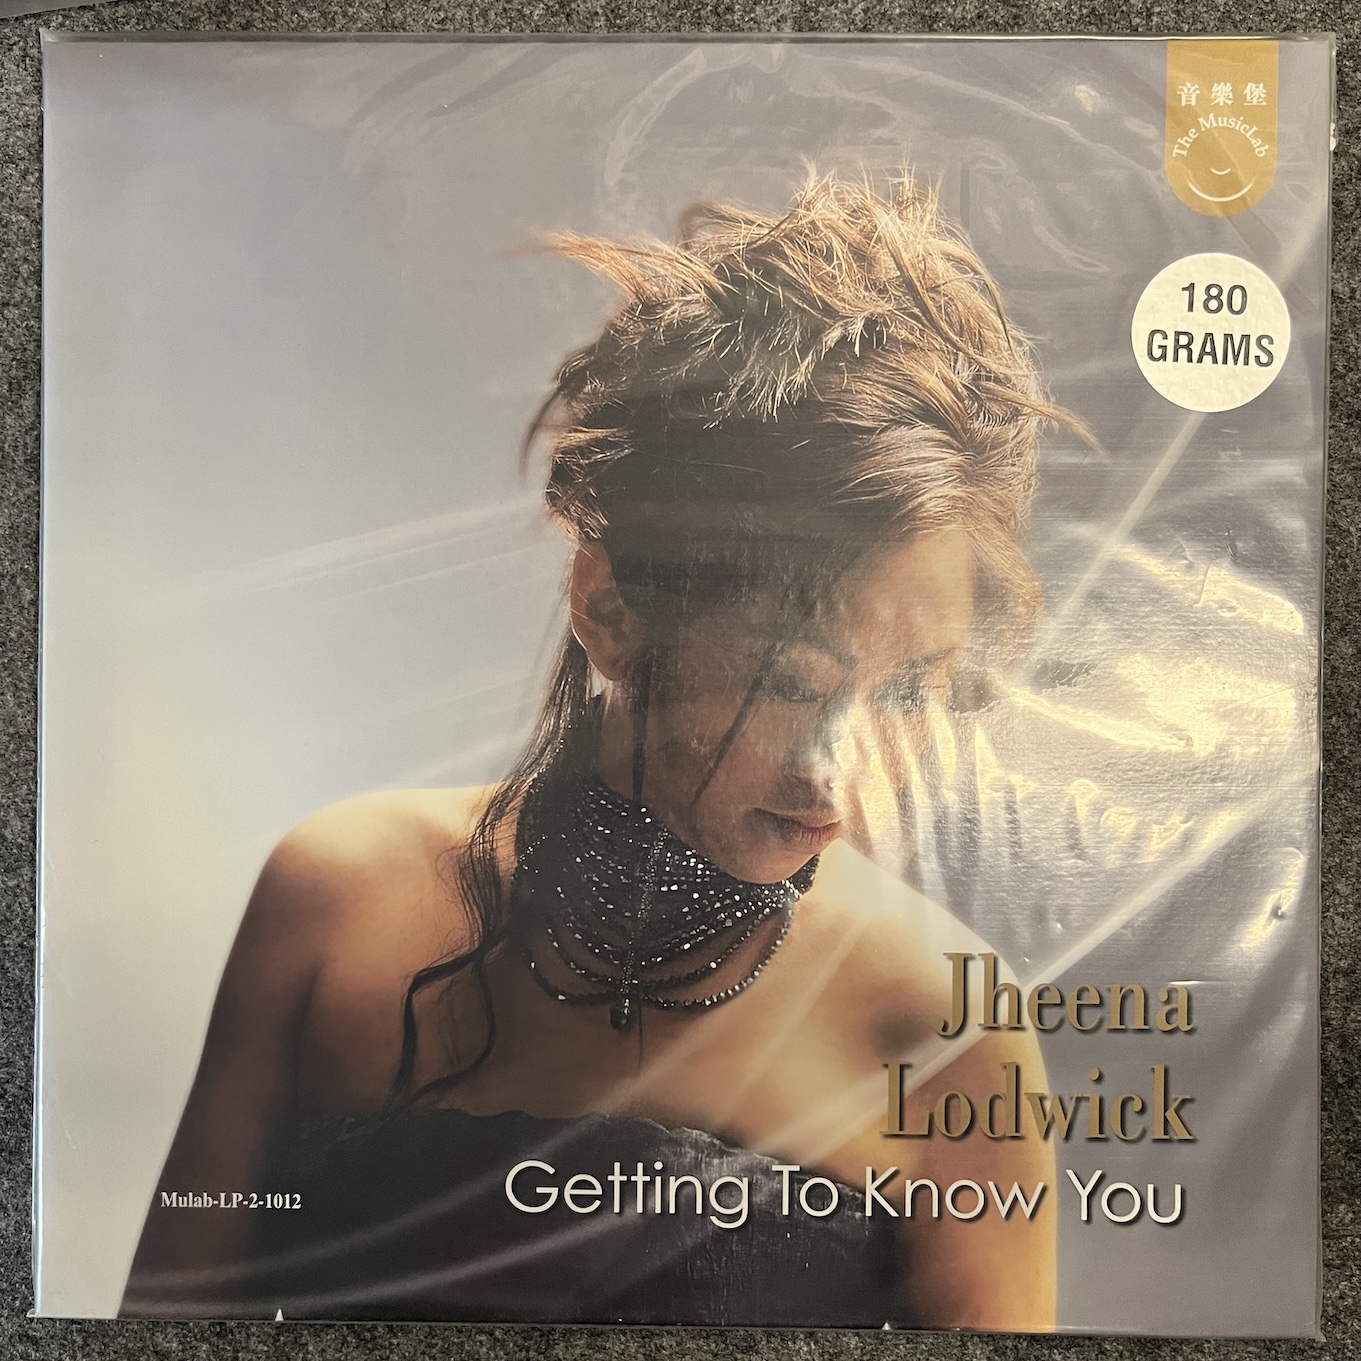 音樂堡
The MusicLab
180
GRAMS
Jheena
Lodwick
Getting To Know You
Mulab-LP-2-1012